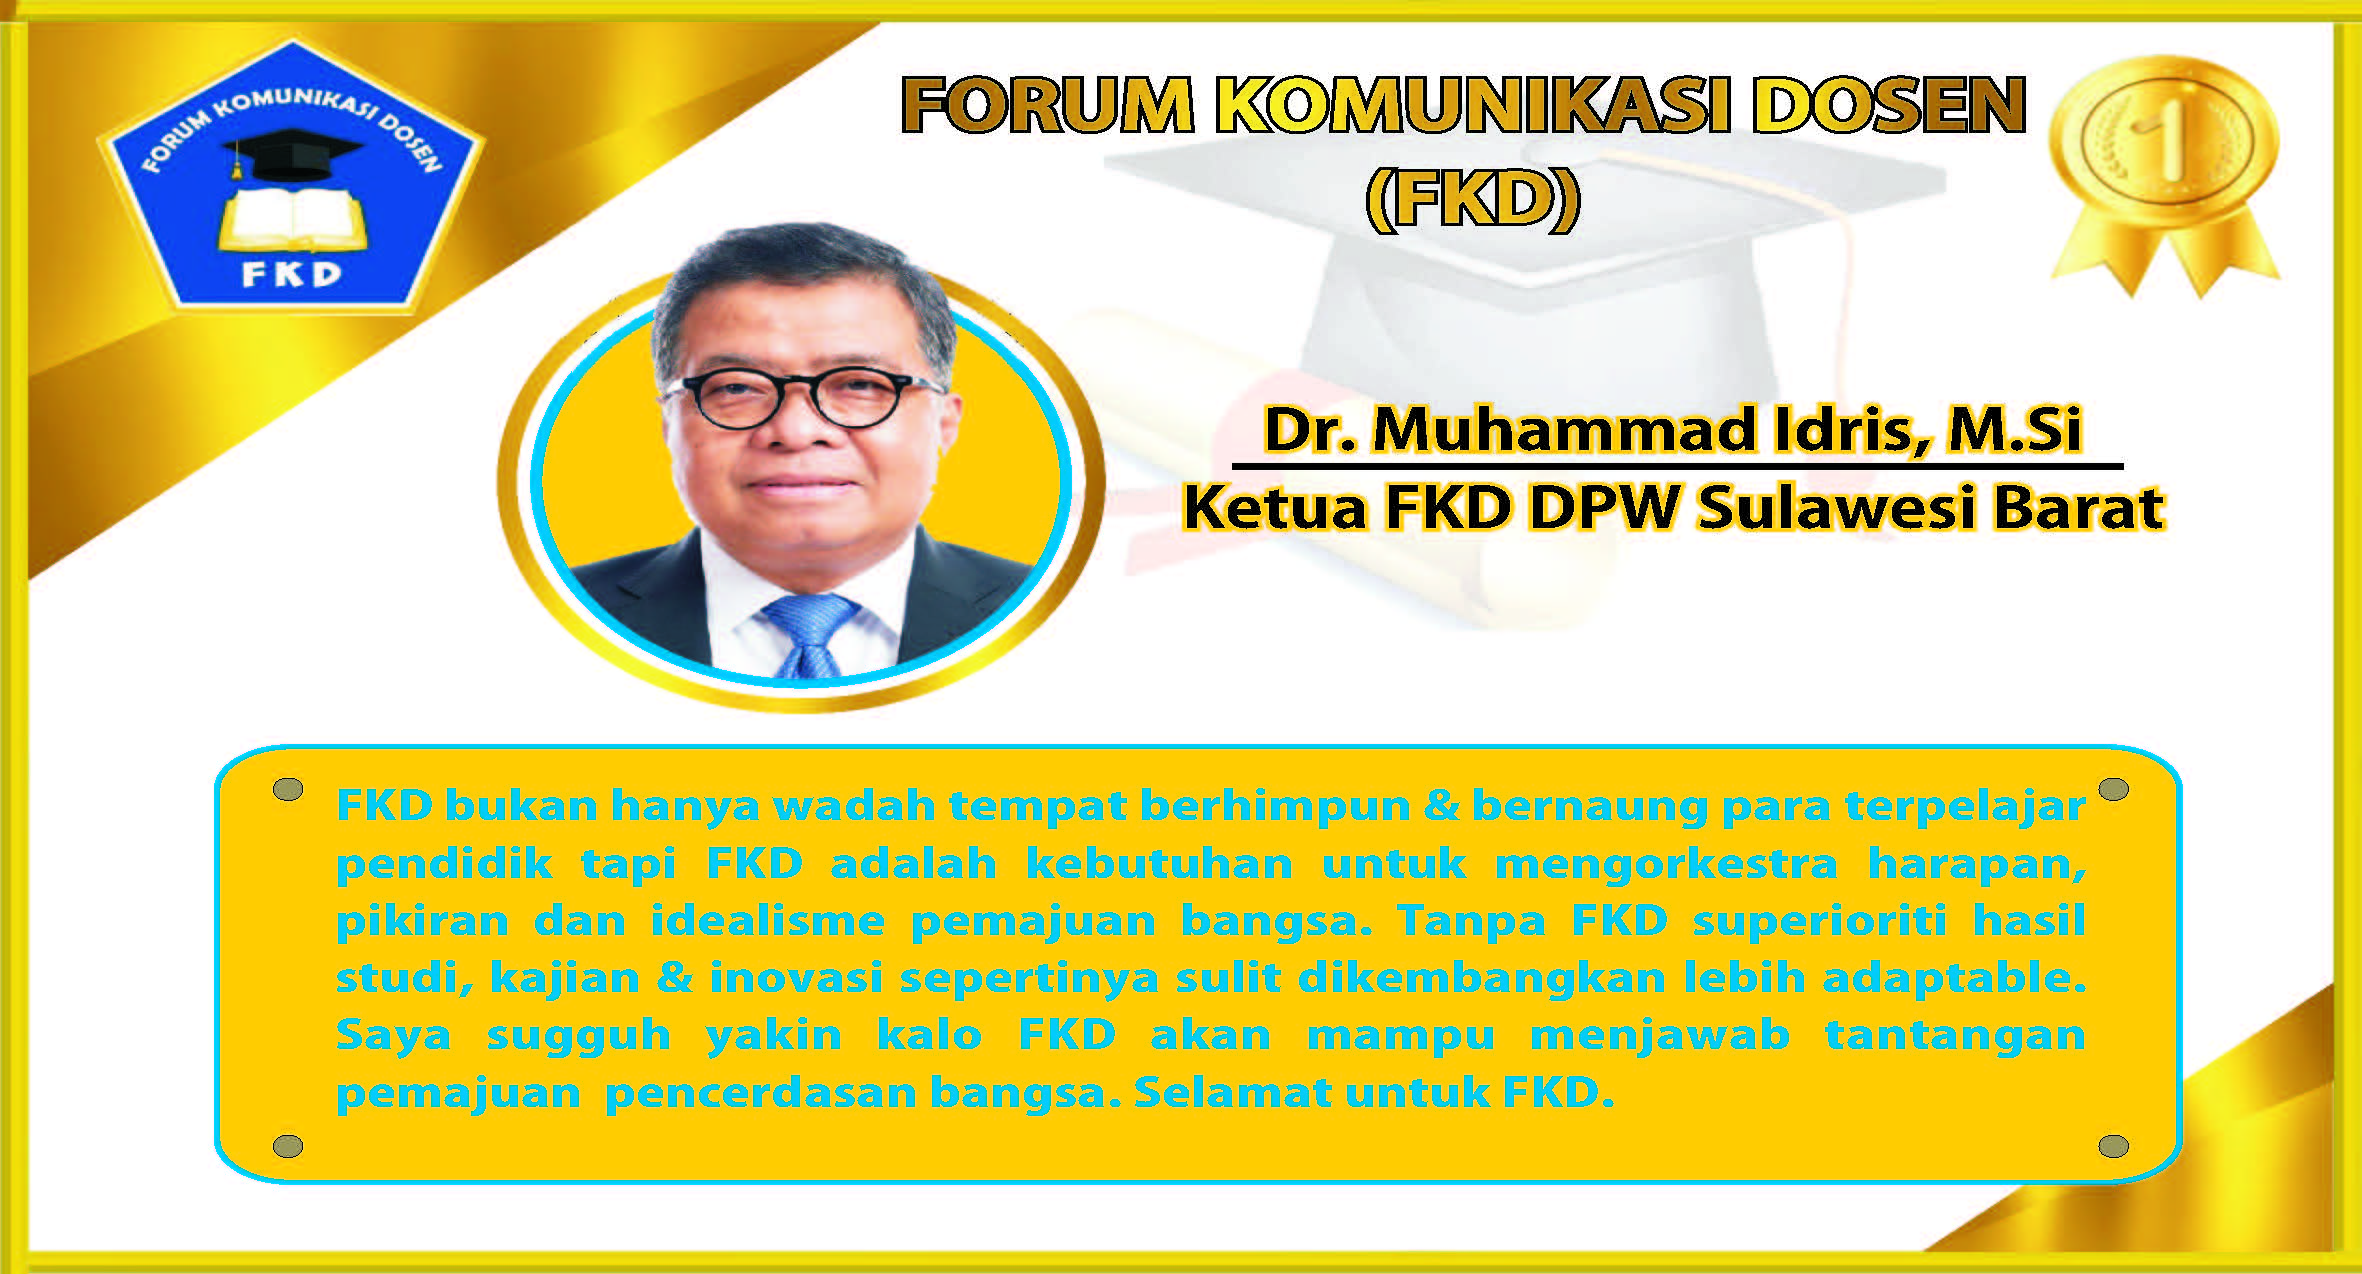 FORUM KOMUNIKASI DOSEN
FKD
FORUM KOMUNIKASI DOSEN
(FKD)
1
Dr. Muhammad Idris, M.Si
Ketua FKD DPW Sulawesi Barat
FKD bukan hanya wadah tempat berhimpun & bernaung para terpelajar
pendidik tapi FKD adalah kebutuhan untuk mengorkestra harapan,
pikiran dan idealisme pemajuan bangsa. Tanpa FKD superioriti hasil
studi, kajian & inovasi sepertinya sulit dikembangkan lebih adaptable.
Saya sugguh yakin kalo FKD akan mampu menjawab tantangan
pemajuan pencerdasan bangsa. Selamat untuk FKD.